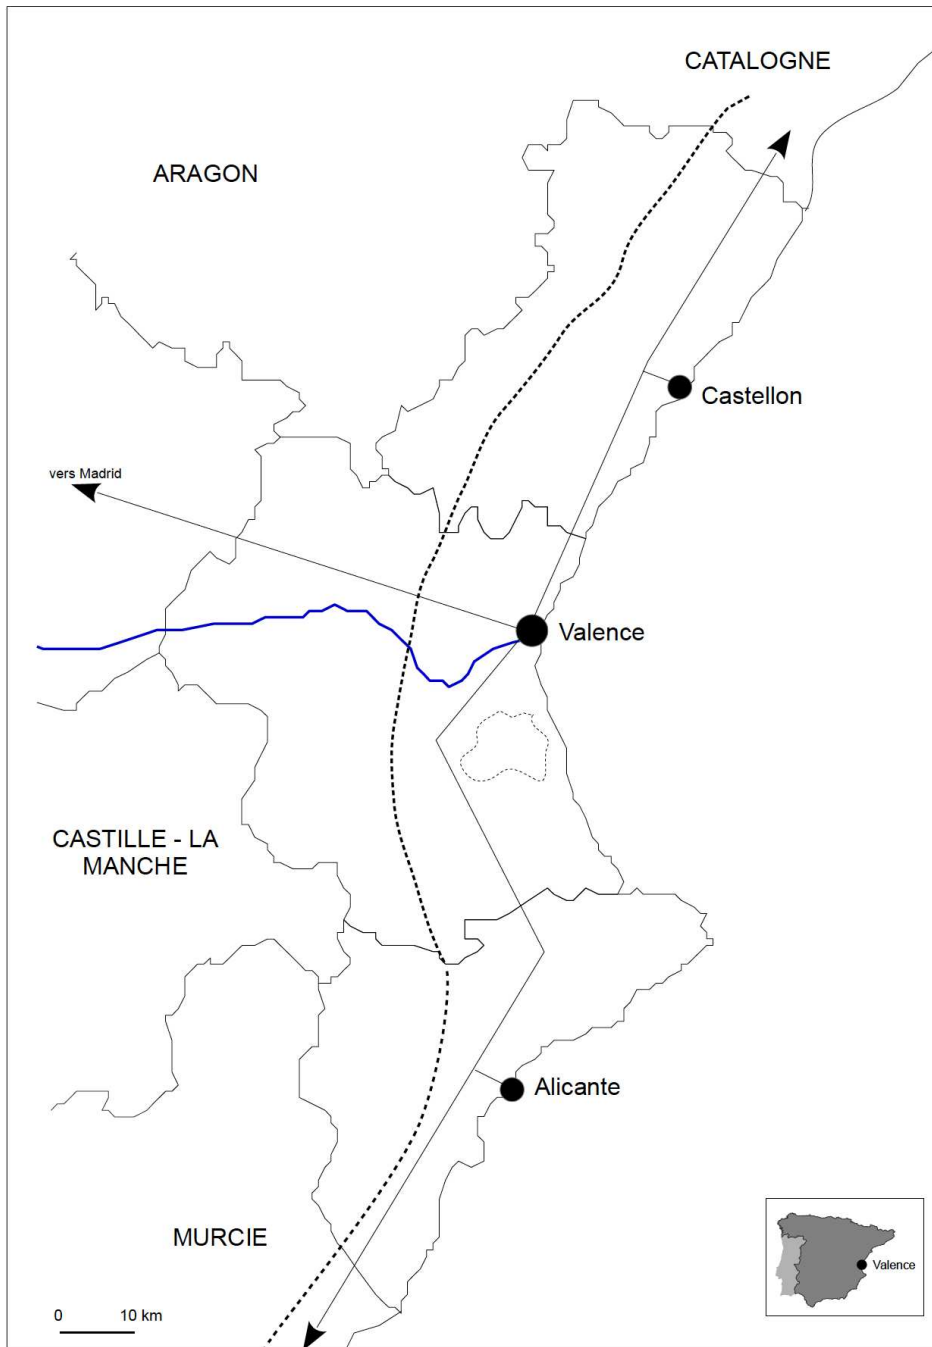 CATALOGNE
ARAGON
Castellon
vers Madrid
Valence
CASTILLE - LA
MANCHE
Alicante
MURCIE
Valence
0 10 km